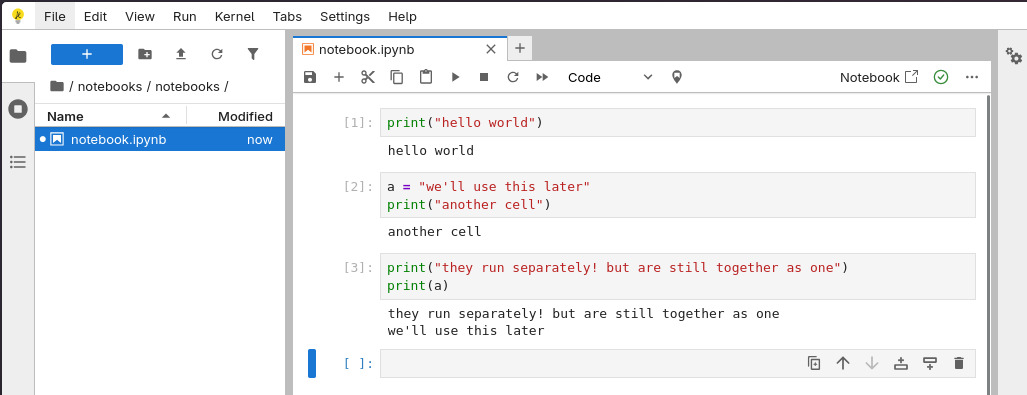 File Edit View Run Kernel Tabs Settings Help
notebook.ipynb
Code
Notebook
/ notebooks / notebooks /
Name Modified
notebook.ipynb now
[1]: print("hello world")
hello world
[2]: a = "we'll use this later"
print("another cell")
another cell
[3]: print("they run separately! but are still together as one")
print(a)
they run separately! but are still together as one
we'll use this later
[ ]: